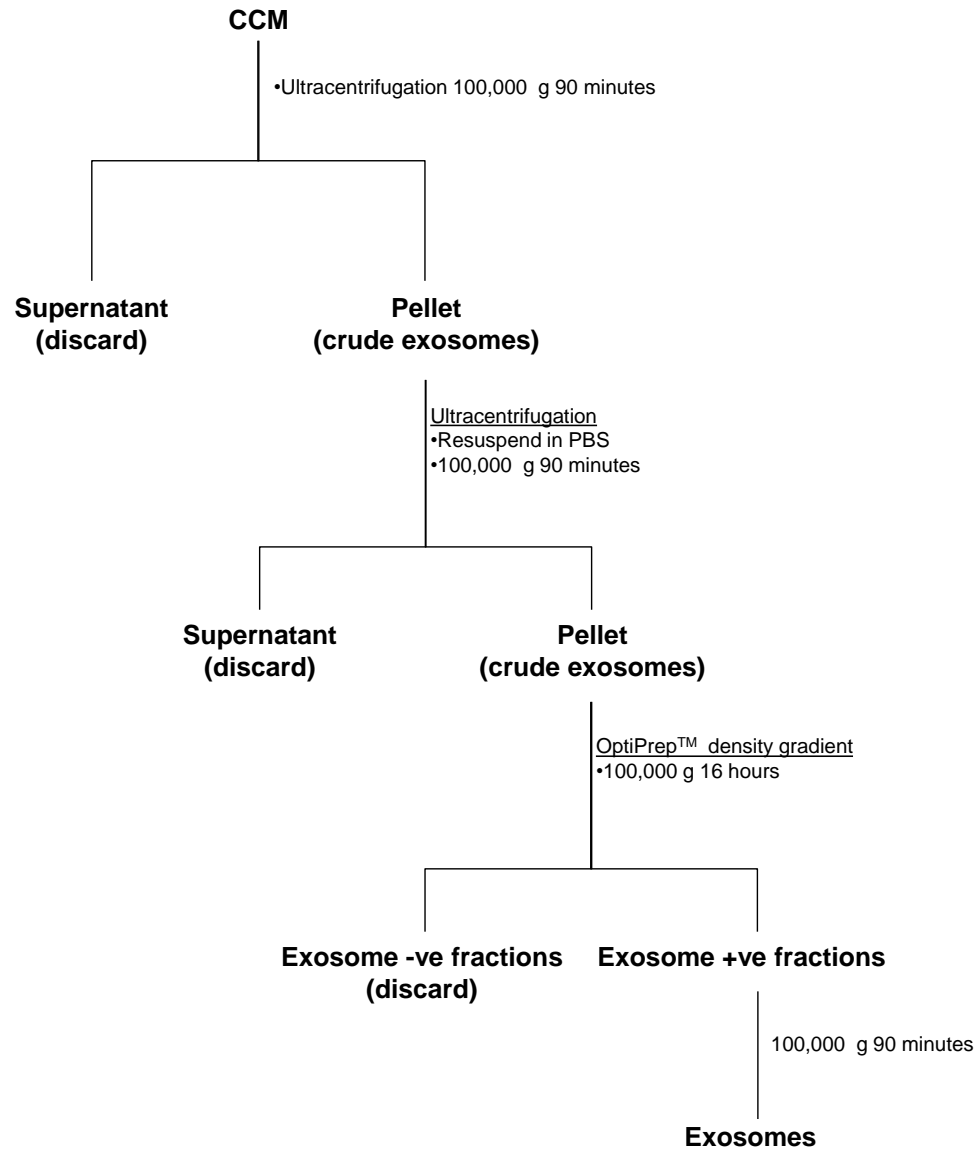 CCM
•Ultracentrifugation 100,000 g 90 minutes
Supernatant
(discard)
Pellet
(crude exosomes)
Ultracentrifugation
•Resuspend in PBS
•100,000 g 90 minutes
Supernatant
(discard)
Pellet
(crude exosomes)
OptiPrep™ density gradient
•100,000 g 16 hours
Exosome -ve fractions
(discard)
Exosome +ve fractions
100,000 g 90 minutes
Exosomes